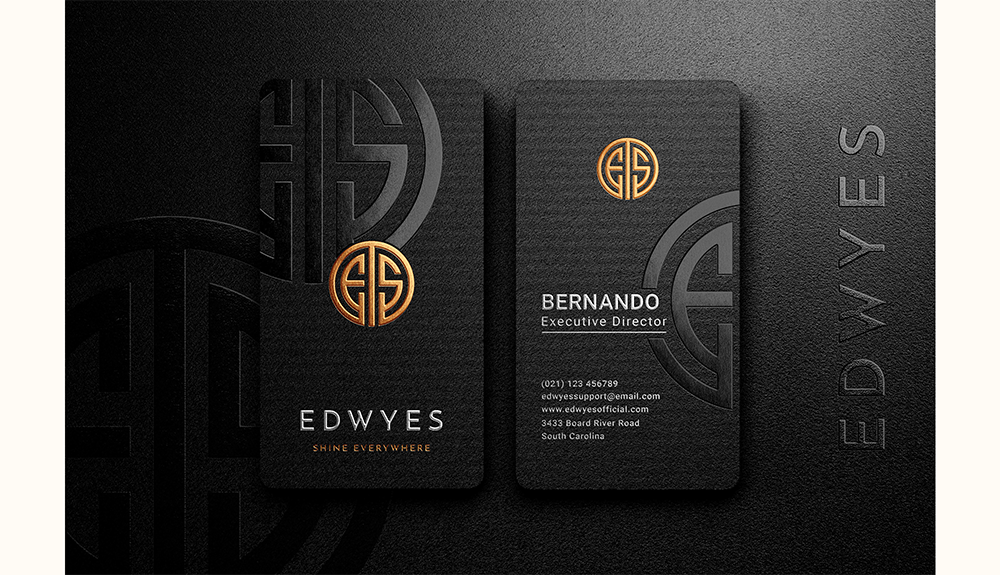 EDWYES
SHINE EVERYWHERE
BERNANDO
Executive Director
(021) 123 456789
edwyessupport@email.com
www.edwyesofficial.com
3433 Board River Road
South Carolina
EDWYES